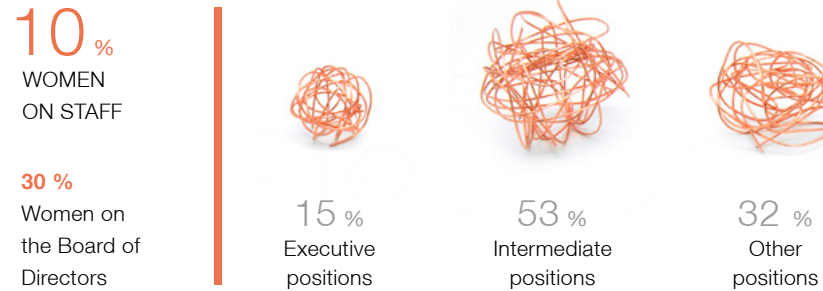 10 %
WOMEN
ON STAFF
30 %
Women on
the Board of
Directors
15 %
Executive
positions
53 %
Intermediate
positions
32 %
Other
positions